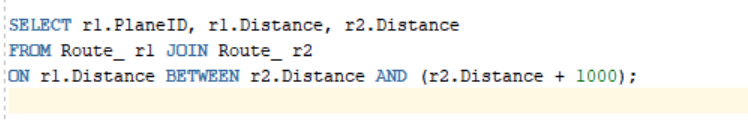 SELECT r1.PlaneID, r1.Distance, r2.Distance
FROM Route_ r1 JOIN Route_ r2
ON r1.Distance BETWEEN r2.Distance AND (r2.Distance + 1000);